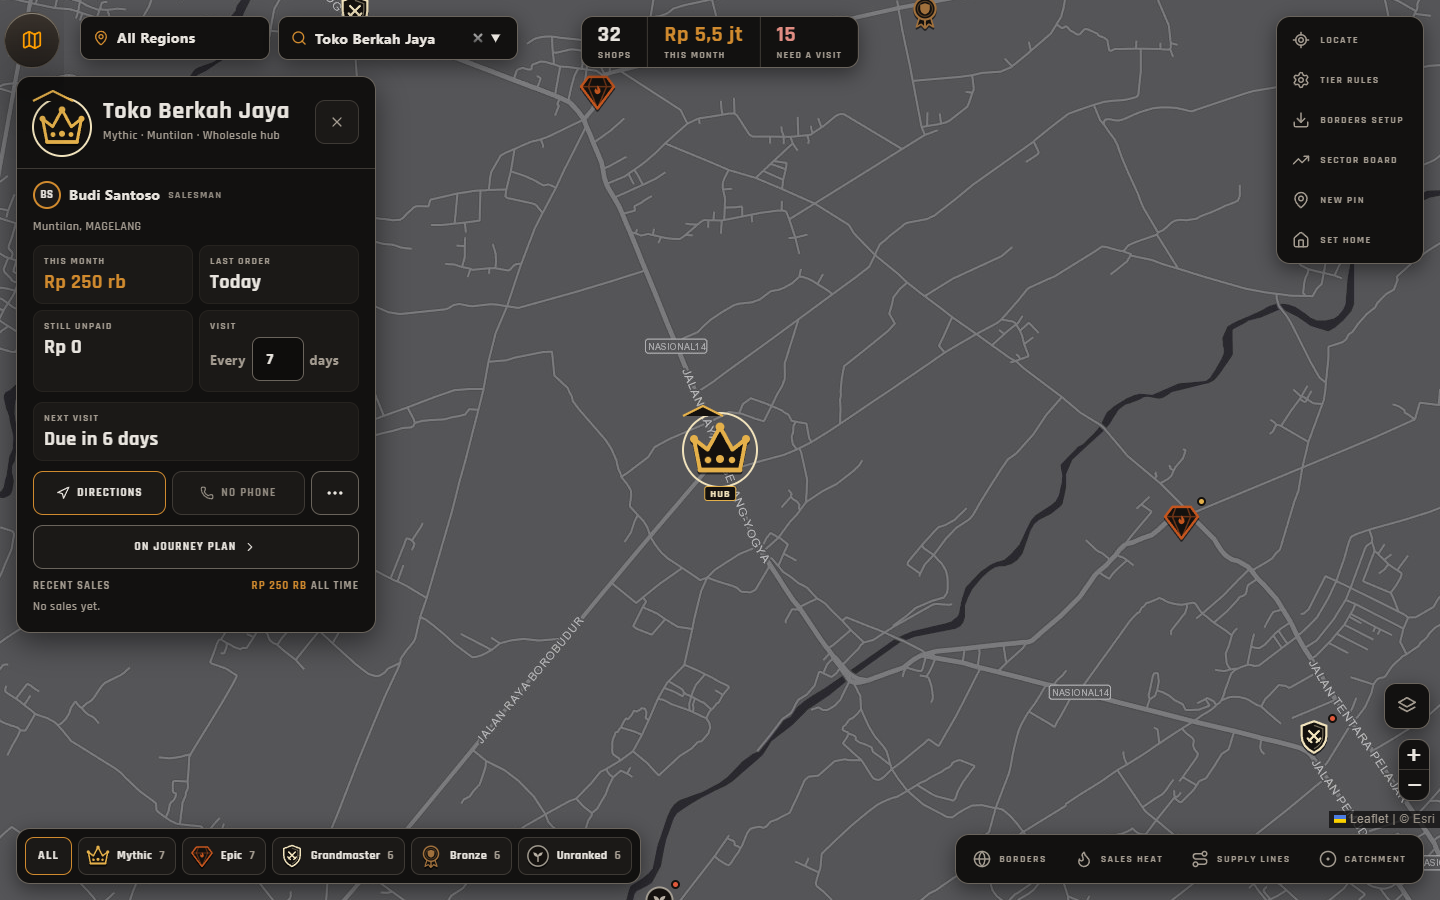 All Regions
Toko Berkah Jaya
32
SHOPS
Rp 5,5 jt
THIS MONTH
15
NEED A VISIT
LOCATE
TIER RULES
BORDERS SETUP
SECTOR BOARD
NEW PIN
SET HOME
Toko Berkah Jaya
Mythic · Muntilan · Wholesale hub
BS Budi Santoso SALESMAN
Muntilan, MAGELANG
THIS MONTH
Rp 250 rb
LAST ORDER
Today
STILL UNPAID
Rp 0
VISIT
Every 7 days
NEXT VISIT
Due in 6 days
DIRECTIONS
NO PHONE
ON JOURNEY PLAN
RECENT SALES
RP 250 RB ALL TIME
No sales yet.
NASIONAL14
HUB
JALAN-RAYA-BOROBUDUR
NASIONAL14
JALAN-TENTARA-PELAJAR
+
−
Leaflet | © Esri
ALL
Mythic 7
Epic 7
Grandmaster 6
Bronze 6
Unranked 6
BORDERS
SALES HEAT
SUPPLY LINES
CATCHMENT